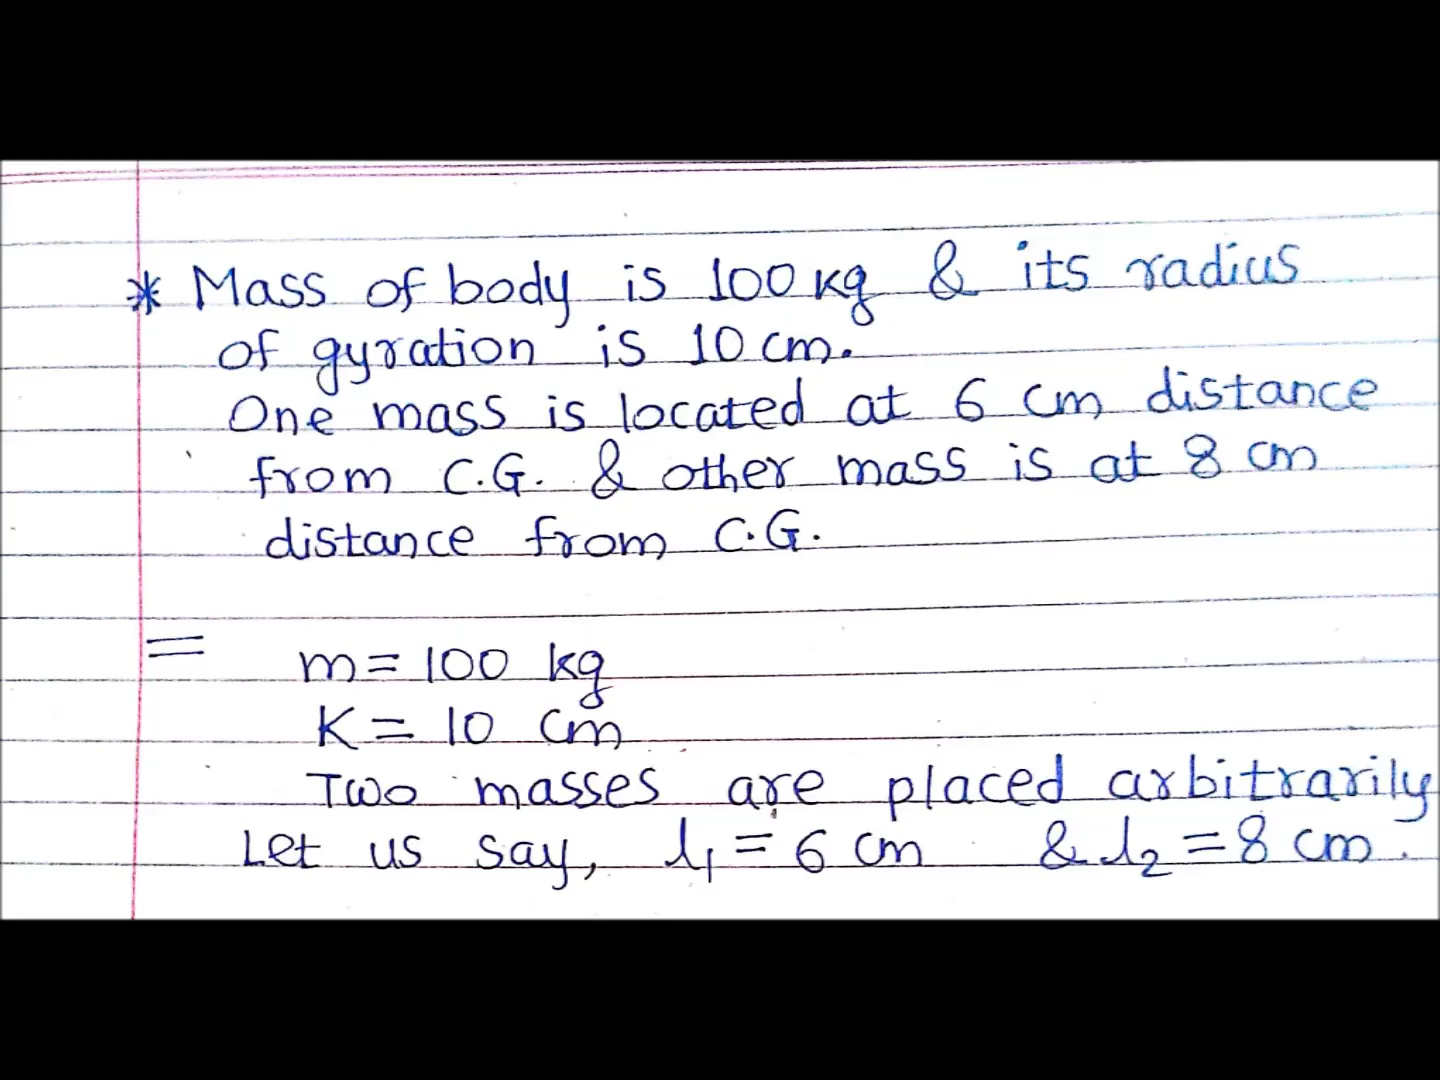 * Mass of body is 100 kg & its radius
of gyration is 10 cm.
One mass is located at 6 cm distance
from C.G. & other mass is at 8 cm
distance from C.G.
= m = 100 kg
K = 10 cm
Two masses are placed arbitrarily
Let us say, l1 = 6 cm & l2 = 8 cm.